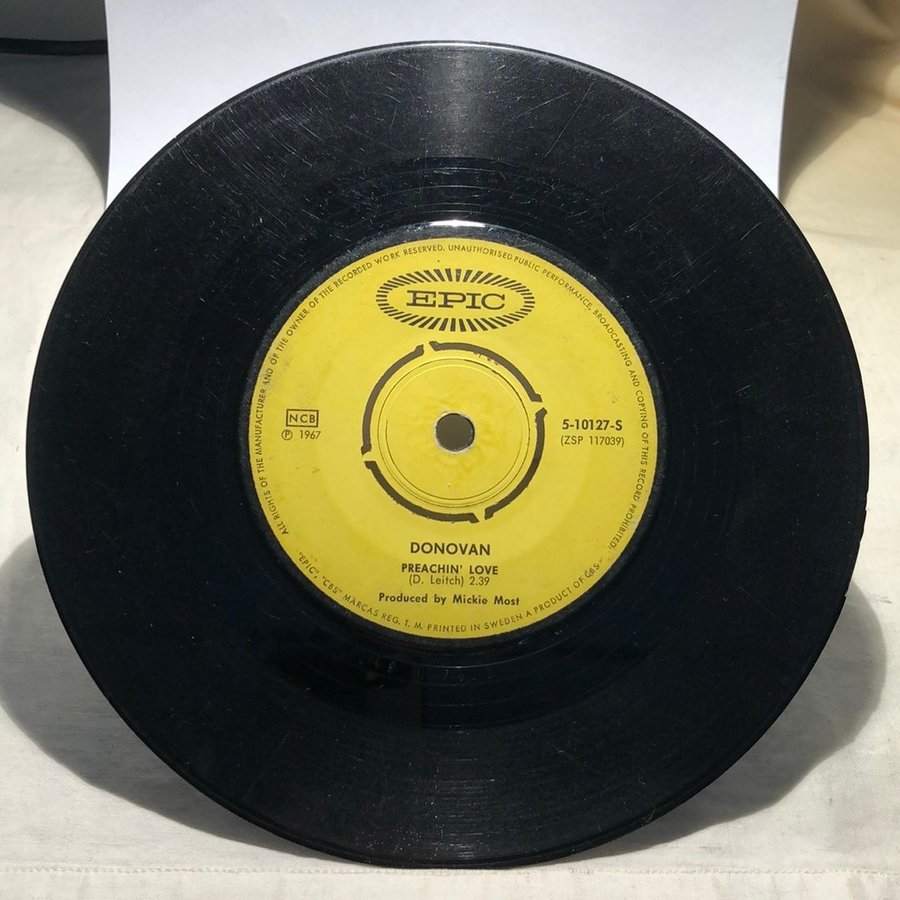 ALL RIGHTS OF THE MANUFACTURER AND OF THE OWNER OF THE RECORDED WORK RESERVED. UNAUTHORISED PUBLIC PERFORMANCE, BROADCASTING AND COPYING OF THIS RECORD PROHIBITED.
EPIC
NCB
℗ 1967
5-10127-S
(ZSP 117039)
DONOVAN
PREACHIN' LOVE
(D. Leitch) 2.39
Produced by Mickie Most
"EPIC", "CBS" MARCAS REG. T. M. PRINTED IN SWEDEN A PRODUCT OF CBS